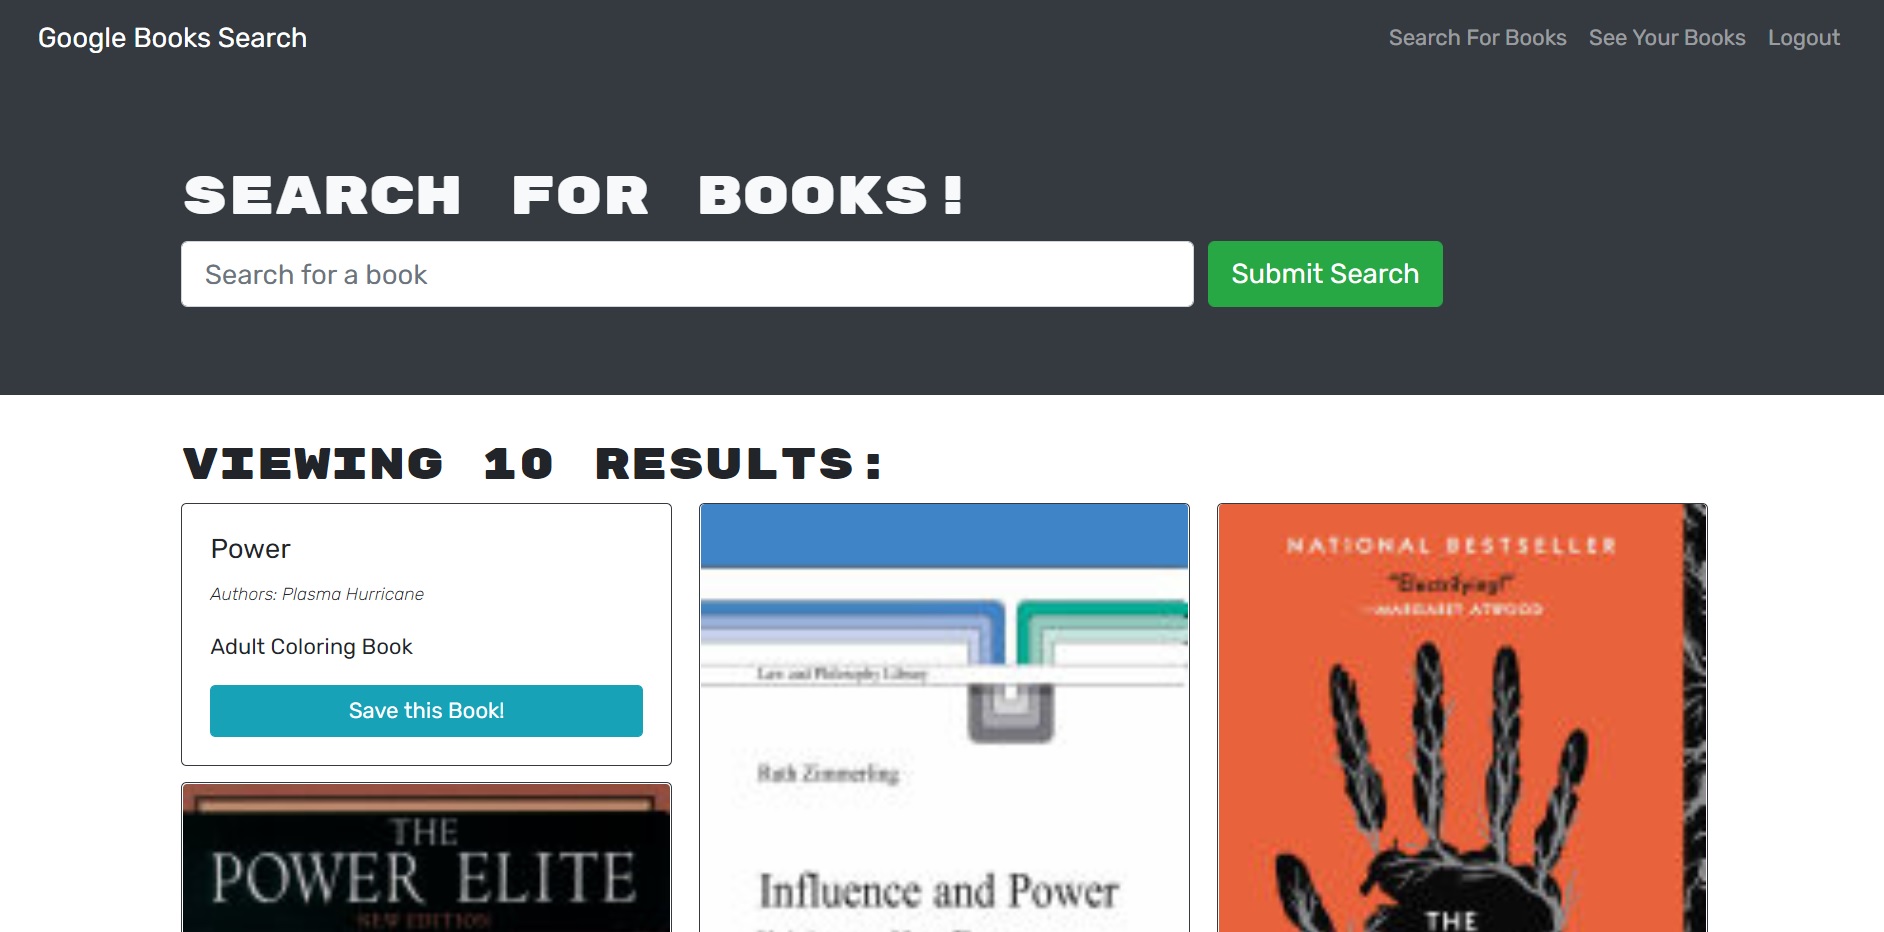 Google Books Search
Search For Books See Your Books Logout
SEARCH FOR BOOKS!
Search for a book
Submit Search
VIEWING 10 RESULTS:
Power
Authors: Plasma Hurricane
Adult Coloring Book
Save this Book!
THE
POWER ELITE
NEW EDITION
Law and Philosophy Library
Ruth Zimmerling
Influence and Power
NATIONAL BESTSELLER
"Electrifying!"
—MARGARET ATWOOD
THE